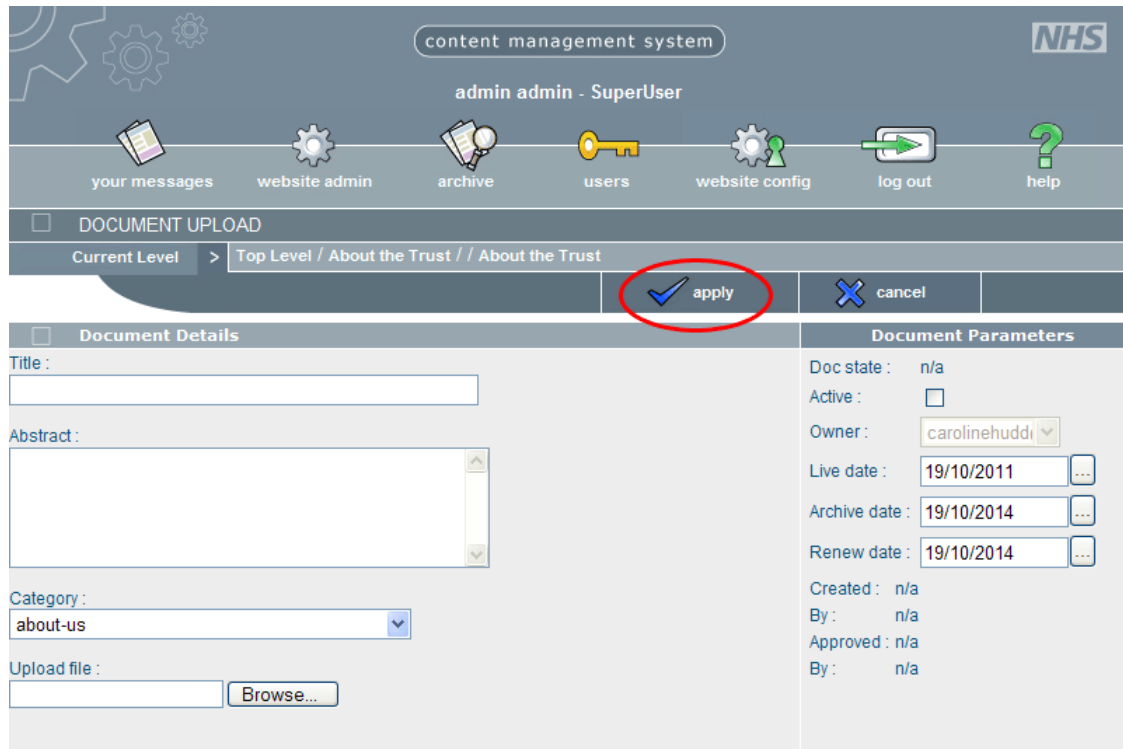 content management system
NHS
admin admin - SuperUser
your messages
website admin
archive
users
website config
log out
help
DOCUMENT UPLOAD
Current Level > Top Level / About the Trust / / About the Trust
apply
cancel
Document Details
Title :
Abstract :
Category :
about-us
Upload file :
Browse...
Document Parameters
Doc state : n/a
Active :
Owner :
Live date : 19/10/2011 ...
Archive date : 19/10/2014 ...
Renew date : 19/10/2014 ...
Created : n/a
By : n/a
Approved : n/a
By : n/a